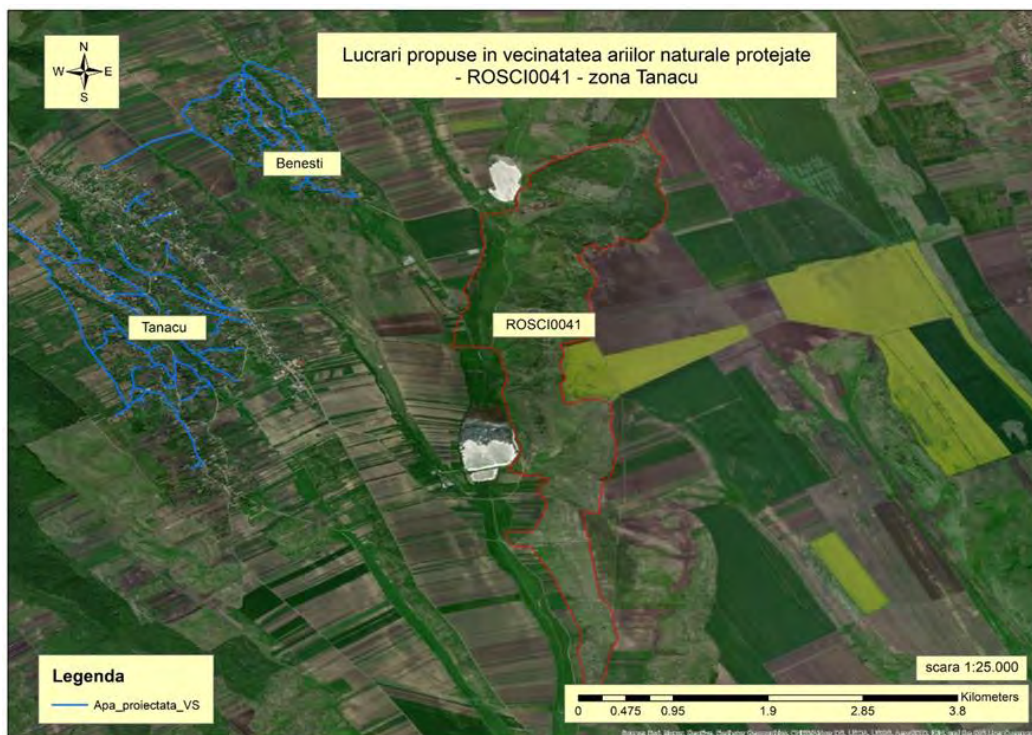 N
W E
S
Lucrari propuse in vecinatatea ariilor naturale protejate
- ROSCI0041 - zona Tanacu
Benesti
Tanacu
ROSCI0041
Legenda
Apa_proiectata_VS
scara 1:25.000
Kilometers
0 0.475 0.95 1.9 2.85 3.8